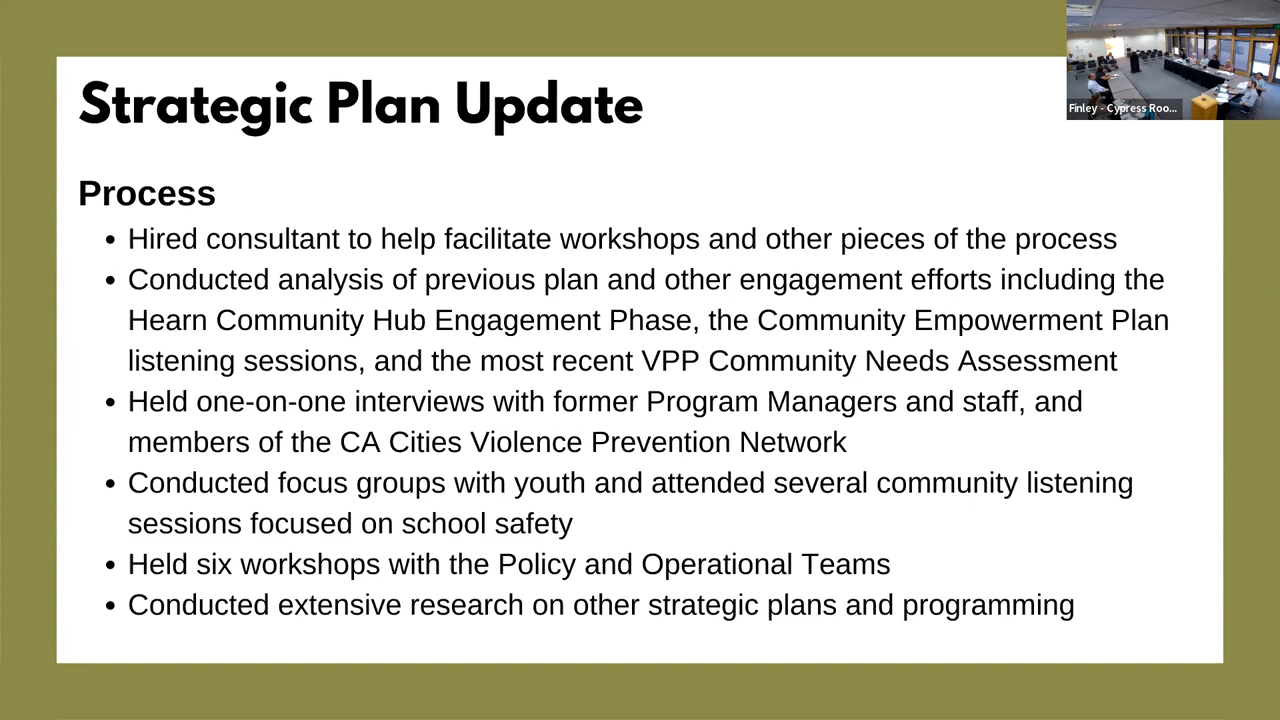 Strategic Plan Update
Finley - Cypress Roo...
Process
• Hired consultant to help facilitate workshops and other pieces of the process
• Conducted analysis of previous plan and other engagement efforts including the
Hearn Community Hub Engagement Phase, the Community Empowerment Plan
listening sessions, and the most recent VPP Community Needs Assessment
• Held one-on-one interviews with former Program Managers and staff, and
members of the CA Cities Violence Prevention Network
• Conducted focus groups with youth and attended several community listening
sessions focused on school safety
• Held six workshops with the Policy and Operational Teams
• Conducted extensive research on other strategic plans and programming